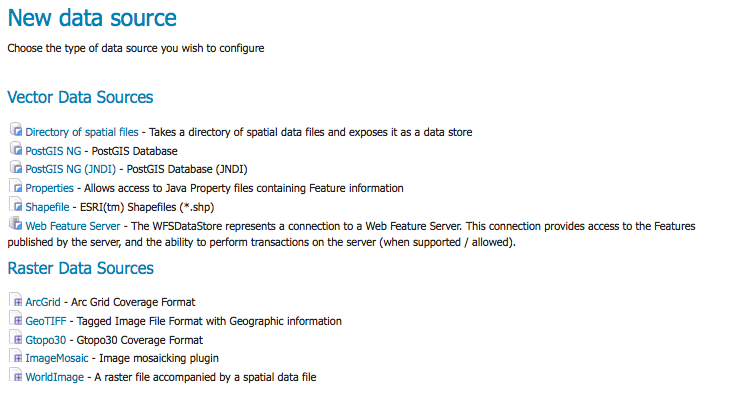 New data source
Choose the type of data source you wish to configure
Vector Data Sources
Directory of spatial files - Takes a directory of spatial data files and exposes it as a data store
PostGIS NG - PostGIS Database
PostGIS NG (JNDI) - PostGIS Database (JNDI)
Properties - Allows access to Java Property files containing Feature information
Shapefile - ESRI(tm) Shapefiles (*.shp)
Web Feature Server - The WFSDataStore represents a connection to a Web Feature Server. This connection provides access to the Features
published by the server, and the ability to perform transactions on the server (when supported / allowed).
Raster Data Sources
ArcGrid - Arc Grid Coverage Format
GeoTIFF - Tagged Image File Format with Geographic information
Gtopo30 - Gtopo30 Coverage Format
ImageMosaic - Image mosaicking plugin
WorldImage - A raster file accompanied by a spatial data file